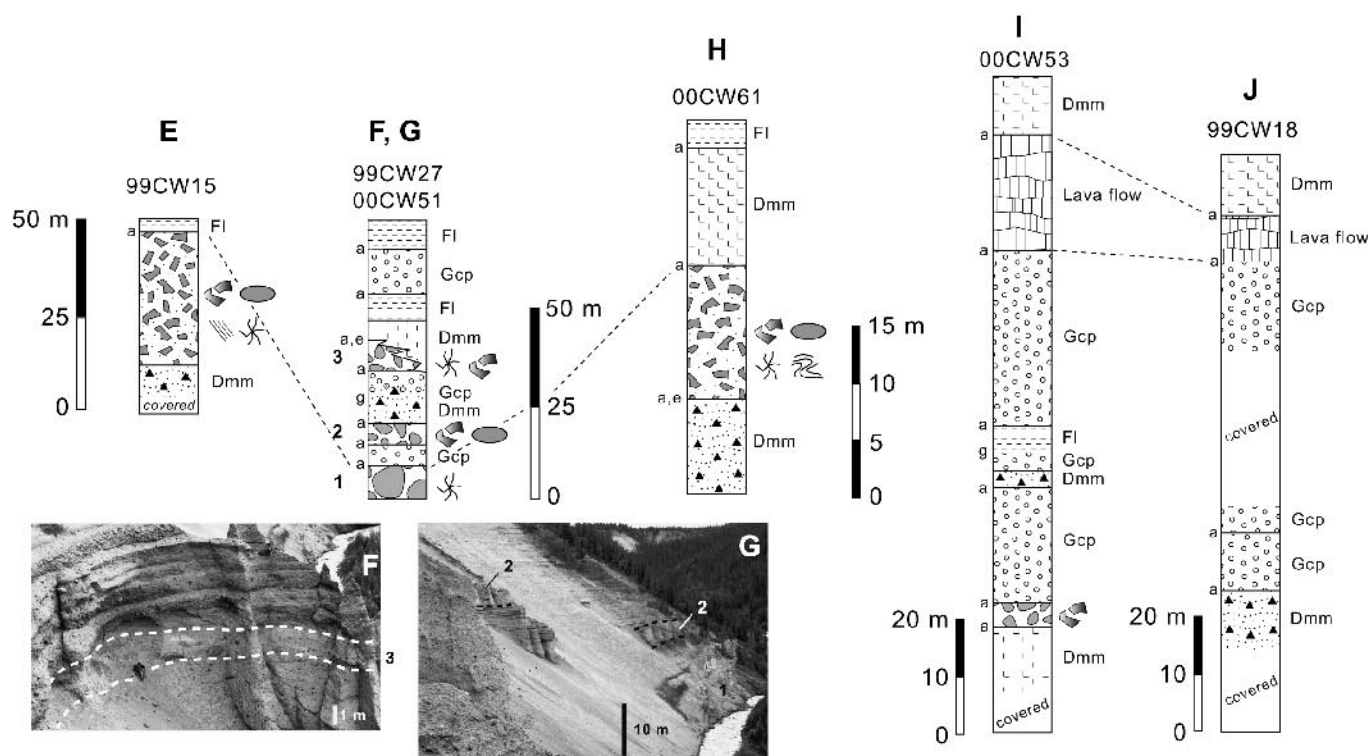 E
99CW15
50 m
25
0
Fl
a
Dmm
covered
F, G
99CW27
00CW51
Fl
a
Gcp
a
Fl
a,e
Dmm
3
a
g
Gcp
Dmm
a
2
a
Gcp
a
1
50 m
25
0
H
00CW61
Fl
a
Dmm
a
a,e
Dmm
15 m
10
5
0
I
00CW53
Dmm
a
Lava flow
a
Gcp
a
Fl
g
Gcp
Dmm
a
Gcp
a
a
Dmm
covered
20 m
10
0
J
99CW18
Dmm
a
Lava flow
a
Gcp
covered
Gcp
a
Gcp
a
Dmm
covered
20 m
10
0
F
3
1 m
G
2
2
1
10 m